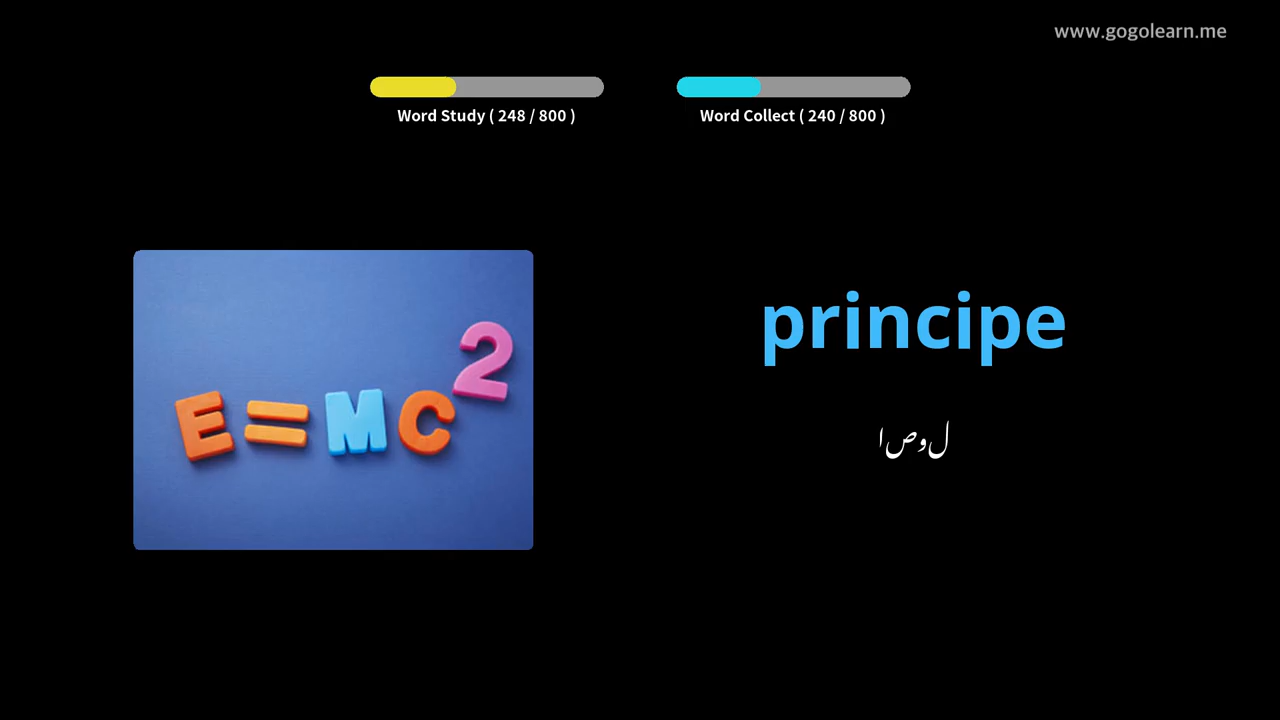 www.gogolearn.me
Word Study ( 248 / 800 )
Word Collect ( 240 / 800 )
E=MC2
principe
اصول